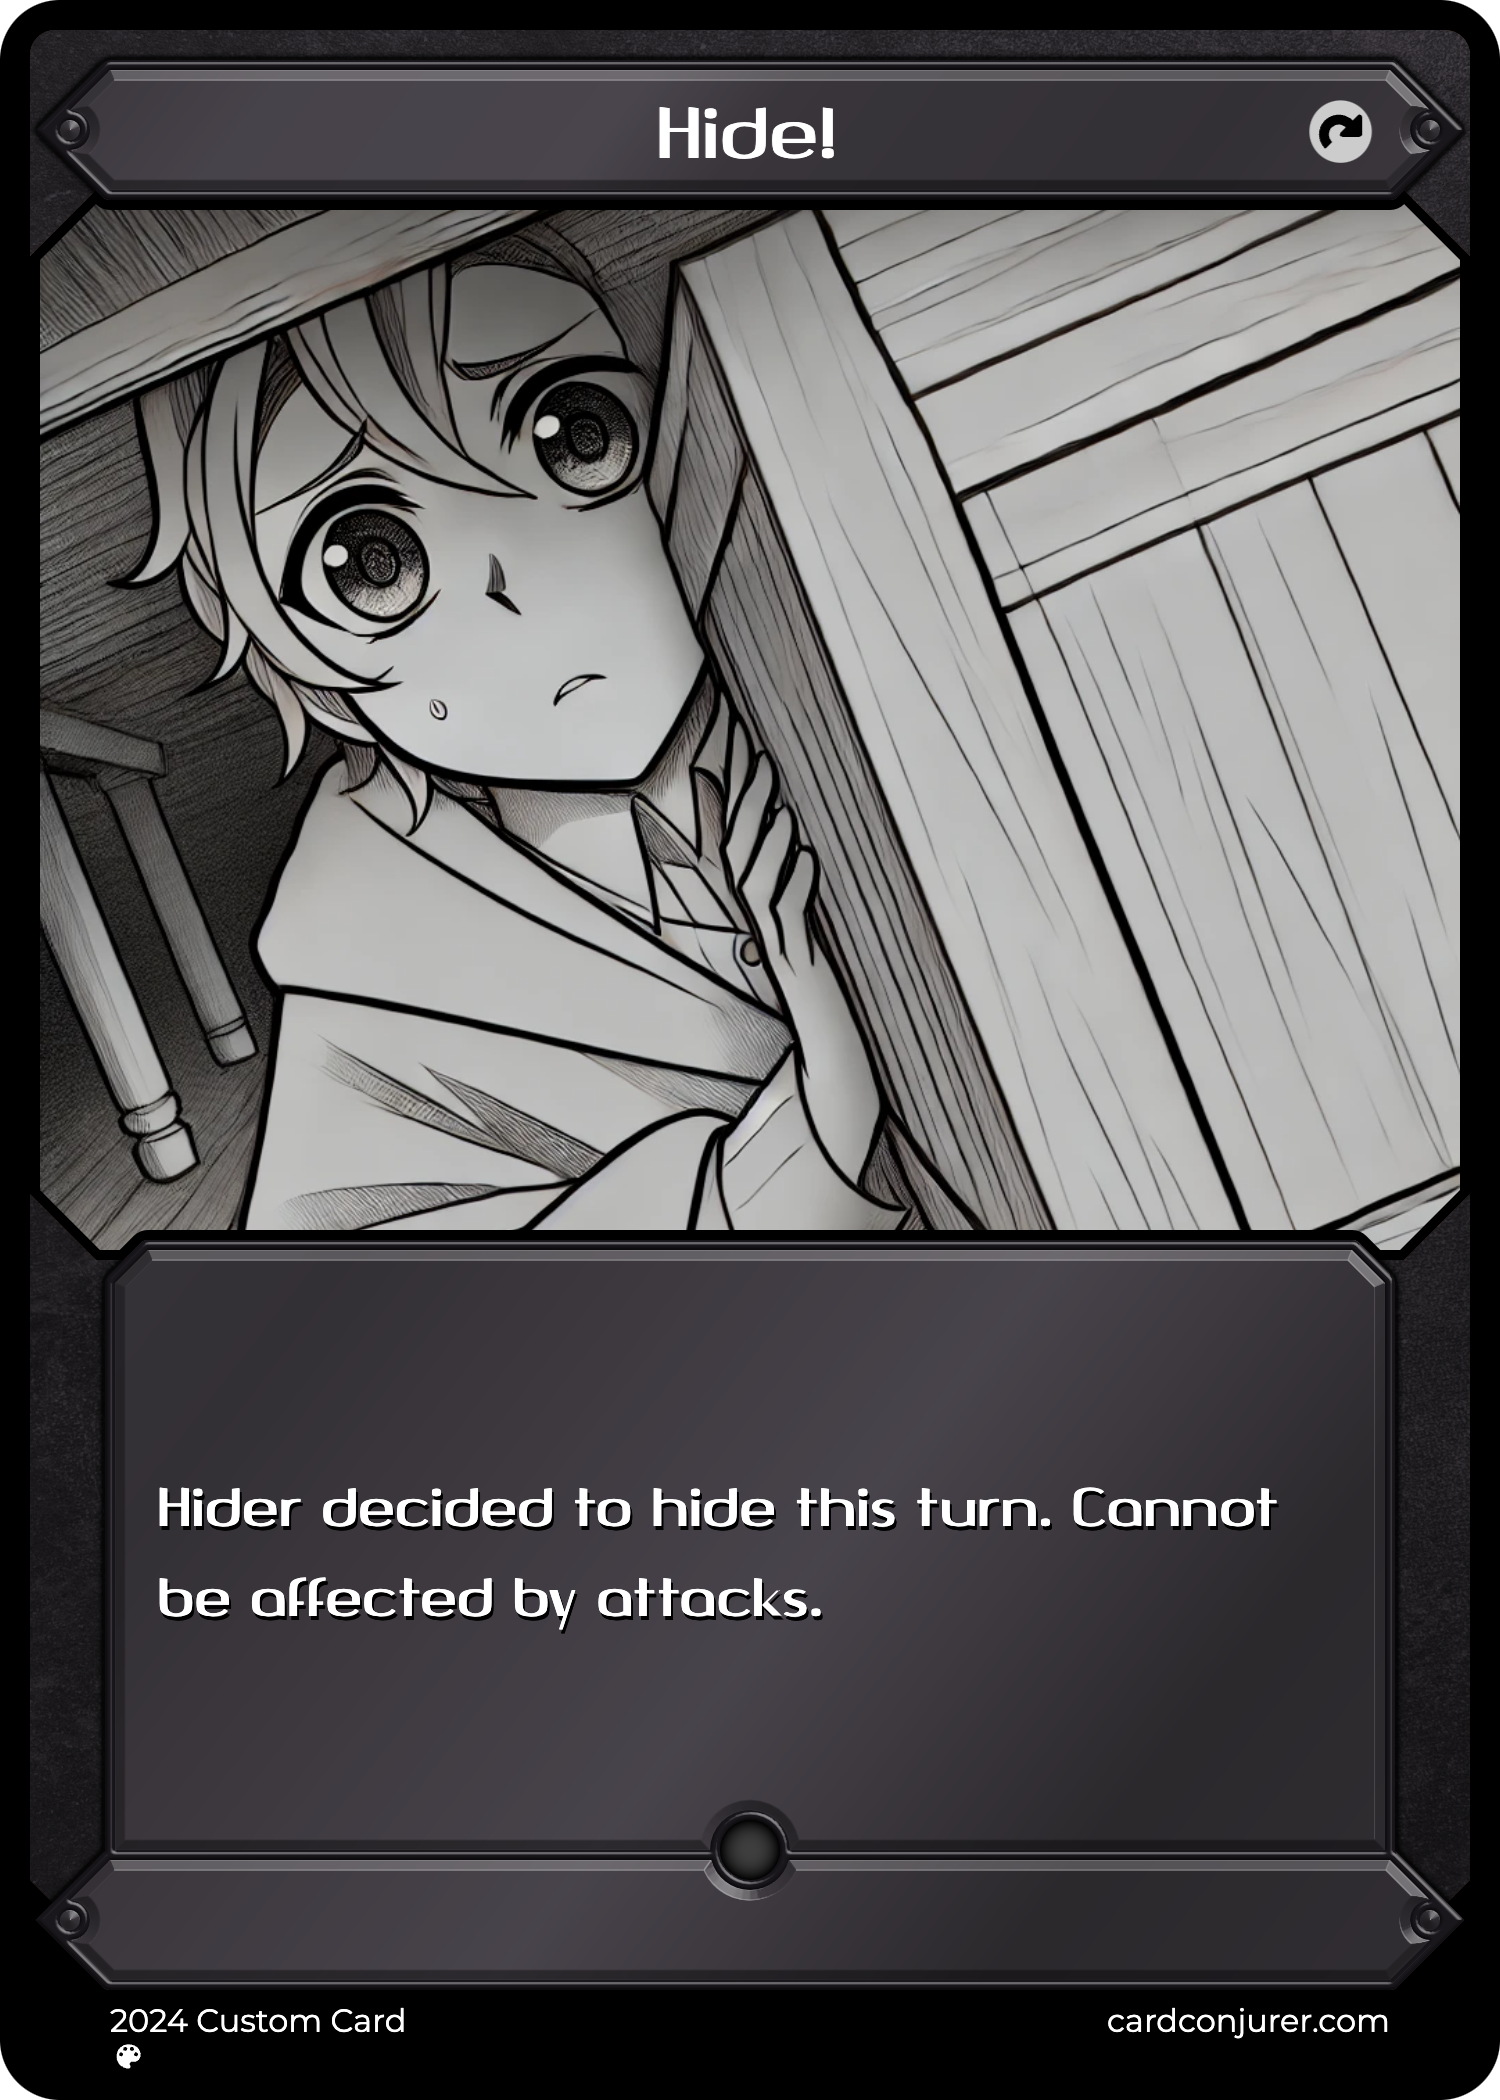 Hide!
Hider decided to hide this turn. Cannot
be affected by attacks.
2024 Custom Card
cardconjurer.com